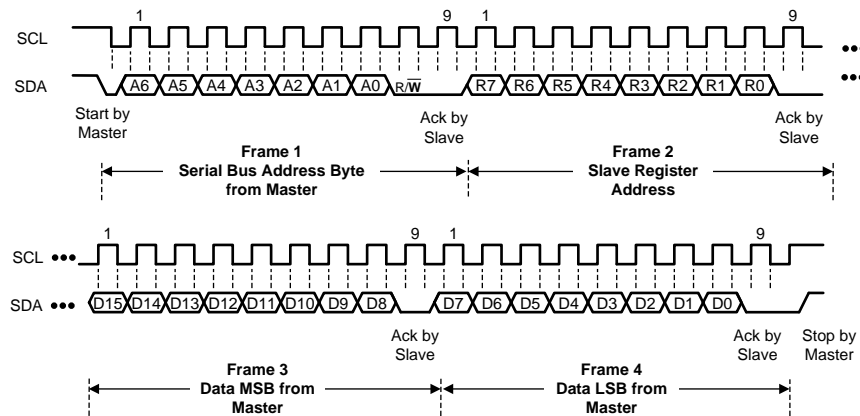 1 9 1 9
SCL
SDA A6 A5 A4 A3 A2 A1 A0 R/W R7 R6 R5 R4 R3 R2 R1 R0
Start by
Master
Ack by
Slave
Ack by
Slave
Frame 1
Serial Bus Address Byte
from Master
Frame 2
Slave Register
Address
1 9 1 9
SCL
SDA D15 D14 D13 D12 D11 D10 D9 D8 D7 D6 D5 D4 D3 D2 D1 D0
Ack by
Slave
Ack by
Slave
Stop by
Master
Frame 3
Data MSB from
Master
Frame 4
Data LSB from
Master